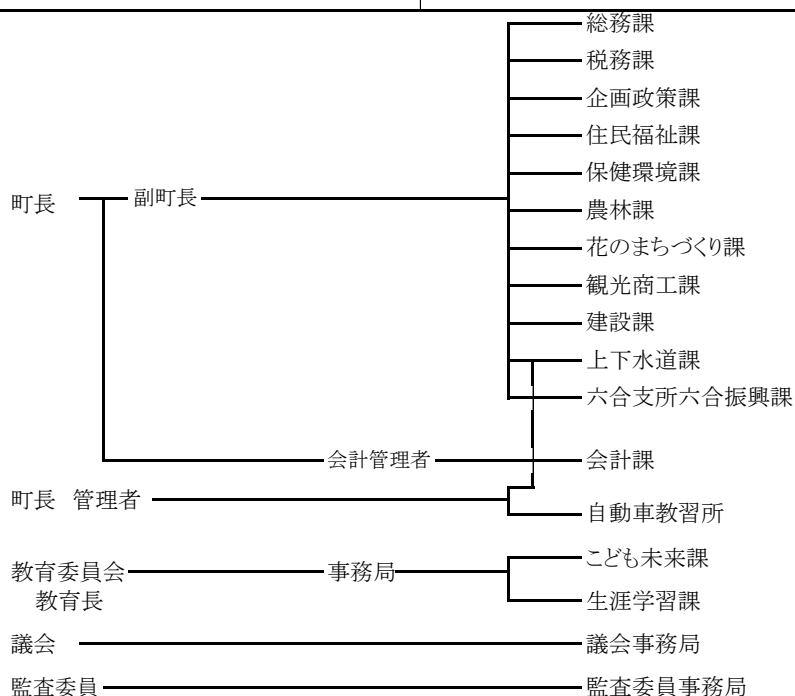 総務課
税務課
企画政策課
住民福祉課
保健環境課
町長 副町長
農林課
花のまちづくり課
観光商工課
建設課
上下水道課
六合支所六合振興課
会計管理者 会計課
町長 管理者
自動車教習所
こども未来課
教育委員会 事務局
教育長
生涯学習課
議会 議会事務局
監査委員 監査委員事務局